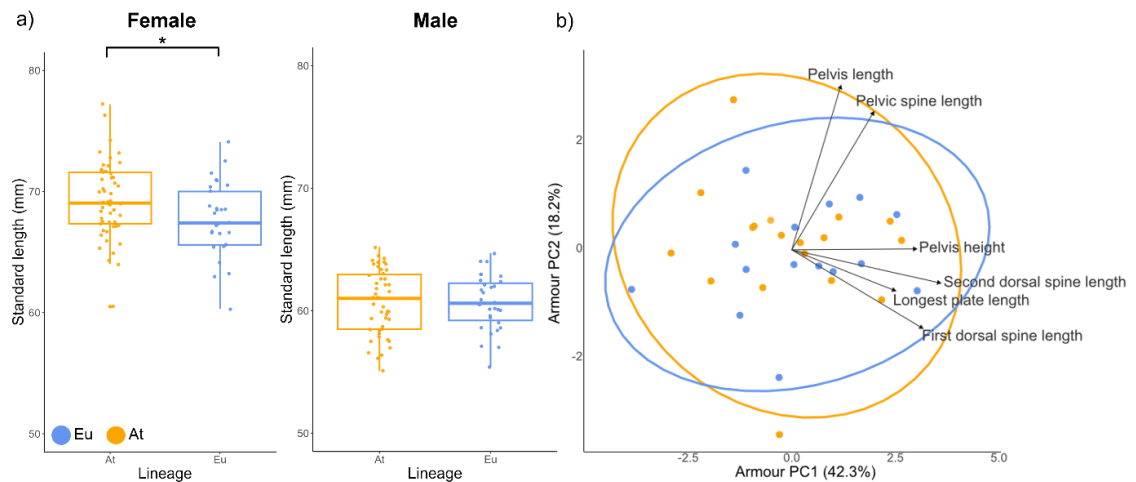 a)
Female
Male
b)
*
Standard length (mm)
80
70
60
50
Eu
At
At
Eu
Lineage
Standard length (mm)
80
70
60
50
At
Eu
Lineage
Armour PC2 (18.2%)
2
0
-2
Pelvis length
Pelvic spine length
Pelvis height
Second dorsal spine length
Longest plate length
First dorsal spine length
-2.5
0.0
2.5
5.0
Armour PC1 (42.3%)